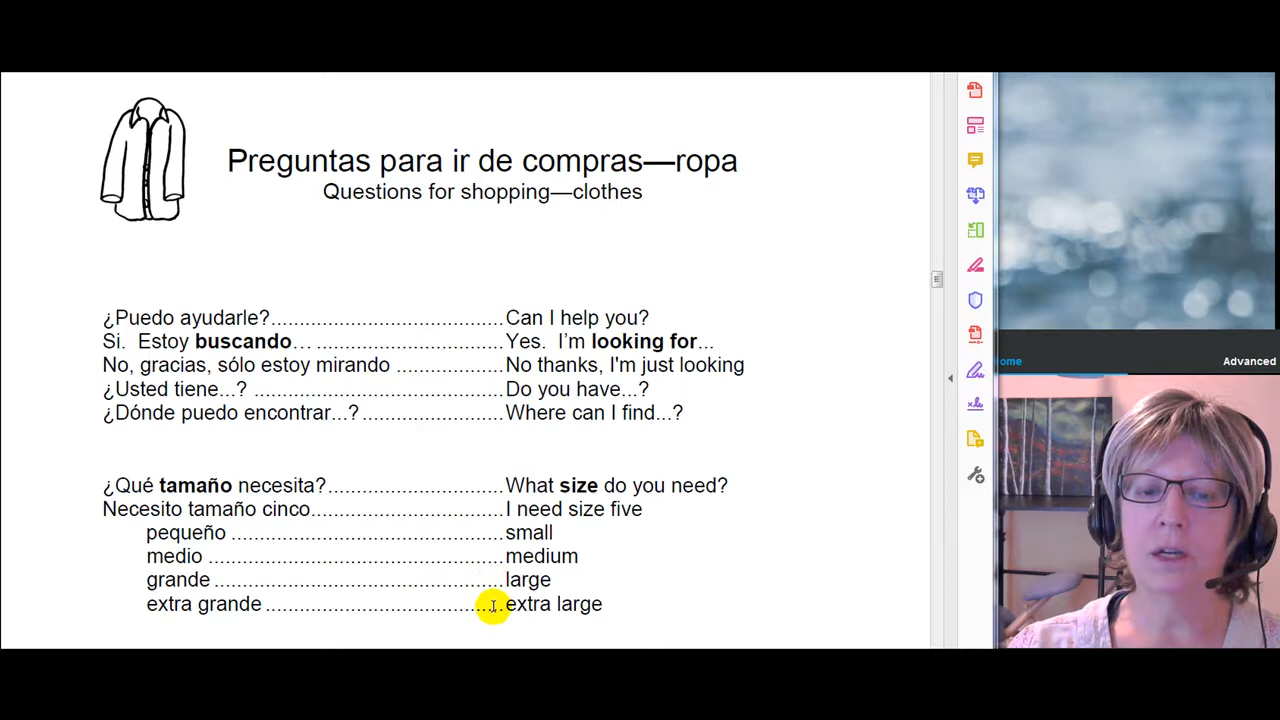 Preguntas para ir de compras—ropa
Questions for shopping—clothes
¿Puedo ayudarle?.......................................... Can I help you?
Si. Estoy buscando… .................................. Yes. I’m looking for...
No, gracias, sólo estoy mirando ................... No thanks, I'm just looking
¿Usted tiene...? ............................................ Do you have...?
¿Dónde puedo encontrar...? ......................... Where can I find...?
¿Qué tamaño necesita?............................... What size do you need?
Necesito tamaño cinco.................................. I need size five
pequeño ................................................ small
medio .................................................... medium
grande ................................................... large
extra grande .......................................... extra large
ome
Advanced